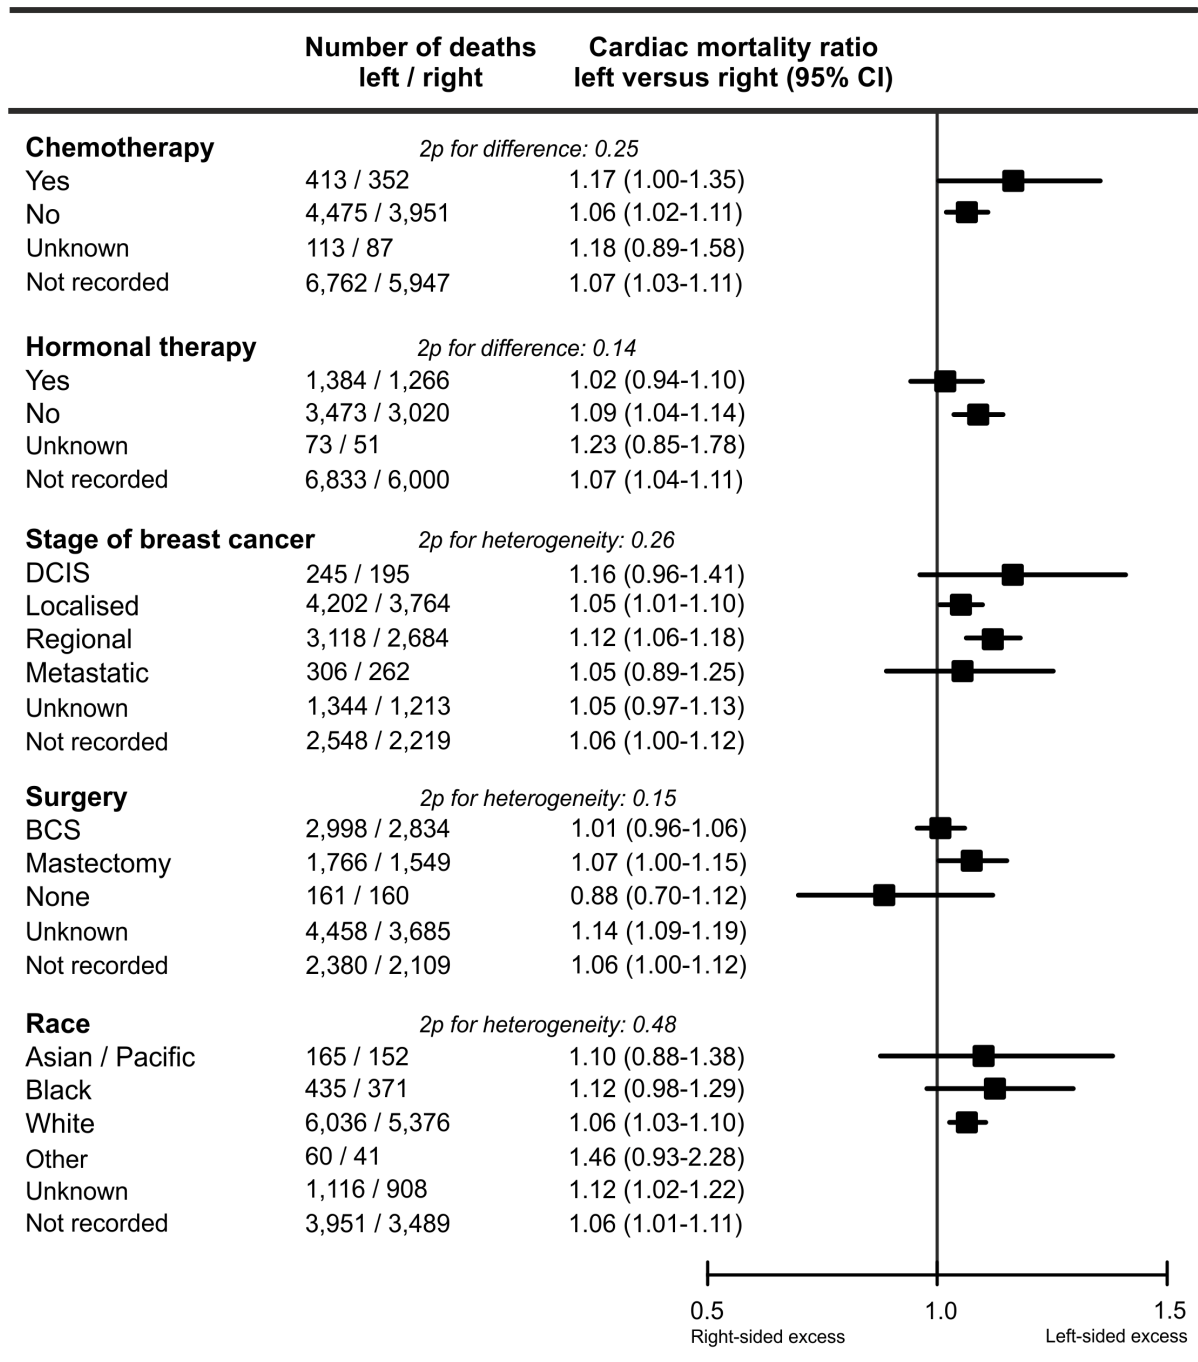 Number of deaths Cardiac mortality ratio
left / right left versus right (95% CI)
Chemotherapy 2p for difference: 0.25
Yes 413 / 352 1.17 (1.00-1.35)
No 4,475 / 3,951 1.06 (1.02-1.11)
Unknown 113 / 87 1.18 (0.89-1.58)
Not recorded 6,762 / 5,947 1.07 (1.03-1.11)
Hormonal therapy 2p for difference: 0.14
Yes 1,384 / 1,266 1.02 (0.94-1.10)
No 3,473 / 3,020 1.09 (1.04-1.14)
Unknown 73 / 51 1.23 (0.85-1.78)
Not recorded 6,833 / 6,000 1.07 (1.04-1.11)
Stage of breast cancer 2p for heterogeneity: 0.26
DCIS 245 / 195 1.16 (0.96-1.41)
Localised 4,202 / 3,764 1.05 (1.01-1.10)
Regional 3,118 / 2,684 1.12 (1.06-1.18)
Metastatic 306 / 262 1.05 (0.89-1.25)
Unknown 1,344 / 1,213 1.05 (0.97-1.13)
Not recorded 2,548 / 2,219 1.06 (1.00-1.12)
Surgery 2p for heterogeneity: 0.15
BCS 2,998 / 2,834 1.01 (0.96-1.06)
Mastectomy 1,766 / 1,549 1.07 (1.00-1.15)
None 161 / 160 0.88 (0.70-1.12)
Unknown 4,458 / 3,685 1.14 (1.09-1.19)
Not recorded 2,380 / 2,109 1.06 (1.00-1.12)
Race 2p for heterogeneity: 0.48
Asian / Pacific 165 / 152 1.10 (0.88-1.38)
Black 435 / 371 1.12 (0.98-1.29)
White 6,036 / 5,376 1.06 (1.03-1.10)
Other 60 / 41 1.46 (0.93-2.28)
Unknown 1,116 / 908 1.12 (1.02-1.22)
Not recorded 3,951 / 3,489 1.06 (1.01-1.11)
0.5 1.0 1.5
Right-sided excess Left-sided excess